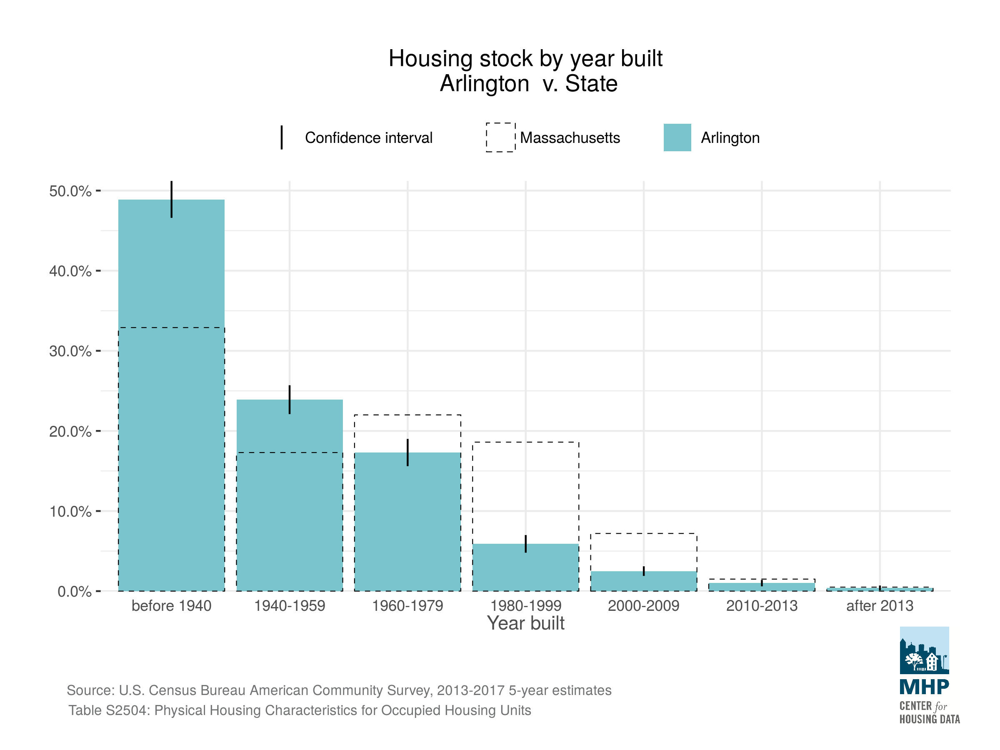 Housing stock by year built
Arlington v. State
Confidence interval
Massachusetts
Arlington
50.0%
40.0%
30.0%
20.0%
10.0%
0.0%
before 1940
1940-1959
1960-1979
1980-1999
2000-2009
2010-2013
after 2013
Year built
Source: U.S. Census Bureau American Community Survey, 2013-2017 5-year estimates
Table S2504: Physical Housing Characteristics for Occupied Housing Units
MHP
CENTER for
HOUSING DATA